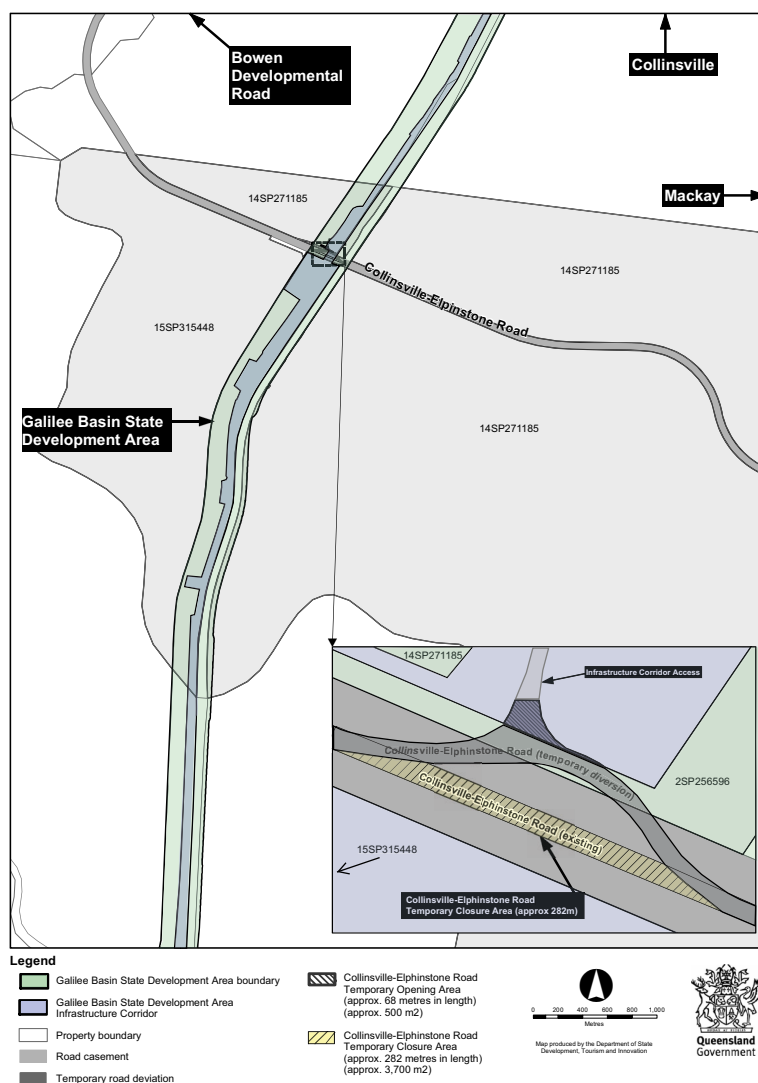 Bowen
Developmental
Road
Collinsville
Mackay
14SP271185
14SP271185
Collinsville-Elpinstone Road
15SP315448
Galilee Basin State
Development Area
14SP271185
14SP271185
Infrastructure Corridor Access
Collinsville-Elphinstone Road (temporary diversion)
2SP256596
Collinsville-Elphinstone Road (existing)
15SP315448
Collinsville-Elphinstone Road
Temporary Closure Area (approx 282m)
Legend
Galilee Basin State Development Area boundary
Galilee Basin State Development Area
Infrastructure Corridor
Property boundary
Road casement
Temporary road deviation
Collinsville-Elphinstone Road
Temporary Opening Area
(approx. 68 metres in length)
(approx. 500 m2)
Collinsville-Elphinstone Road
Temporary Closure Area
(approx. 282 metres in length)
(approx. 3,700 m2)
0 200 400 600 800 1,000
Metres
Map produced by the Department of State
Development, Tourism and Innovation
Queensland
Government